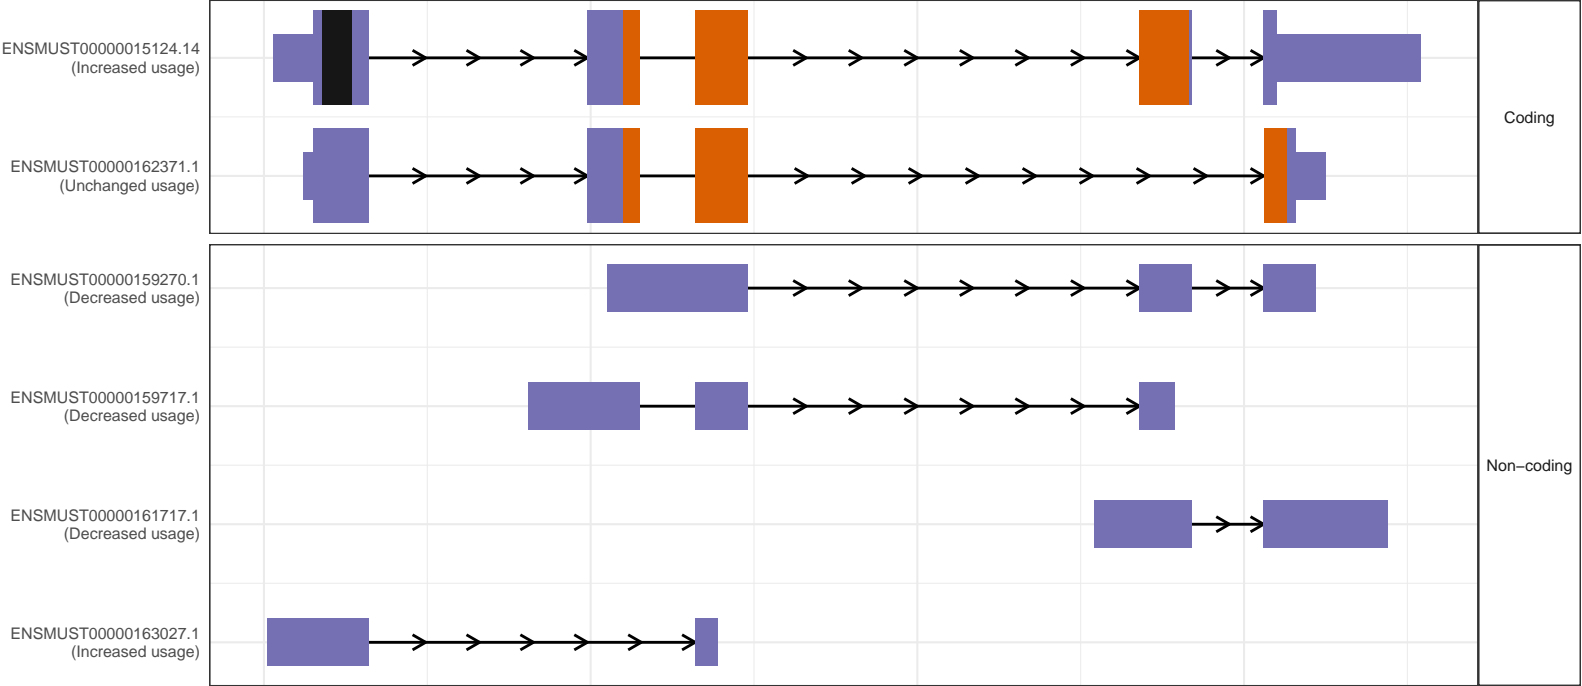 ENSMUST00000015124.14
(Increased usage)
ENSMUST00000162371.1
(Unchanged usage)
Coding
ENSMUST00000159270.1
(Decreased usage)
ENSMUST00000159717.1
(Decreased usage)
Non−coding
ENSMUST00000161717.1
(Decreased usage)
ENSMUST00000163027.1
(Increased usage)